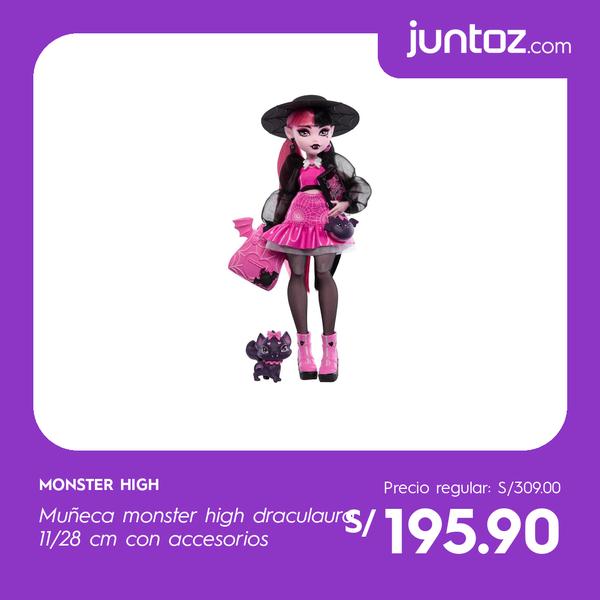 juntoz.com
MONSTER HIGH
Muñeca monster high draculaura
11/28 cm con accesorios
Precio regular: S/309.00
S/195.90